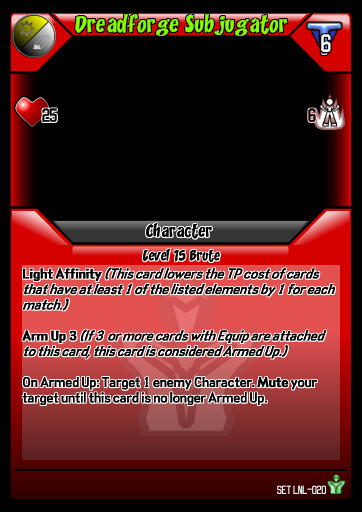 Dreadforge Subjugator
6
25
6
Character
Level 15 Brute
Light Affinity (This card lowers the TP cost of cards
that have at least 1 of the listed elements by 1 for each
match.)
Arm Up 3 (If 3 or more cards with Equip are attached
to this card, this card is considered Armed Up.)
On Armed Up: Target 1 enemy Character. Mute your
target until this card is no longer Armed Up.
SET LNL-020